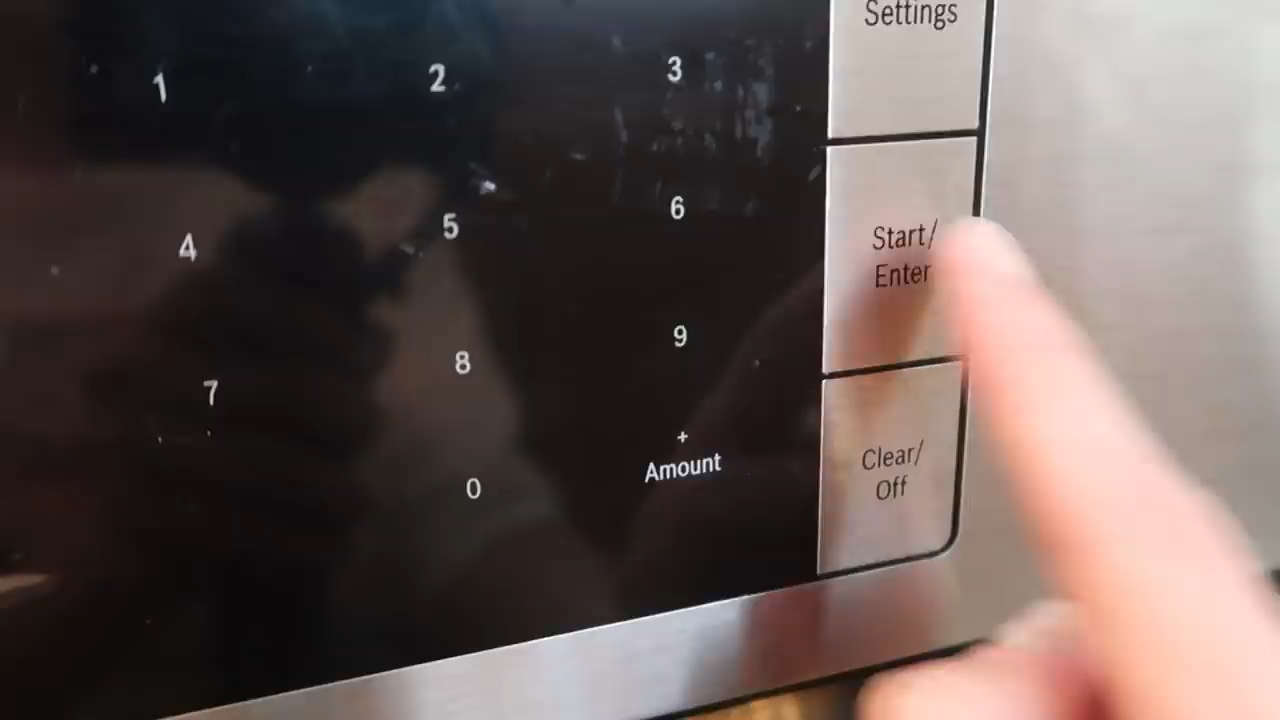 Settings
1 2 3
4 5 6
Start/
Enter
7 8 9
+
Amount
0
Clear/
Off